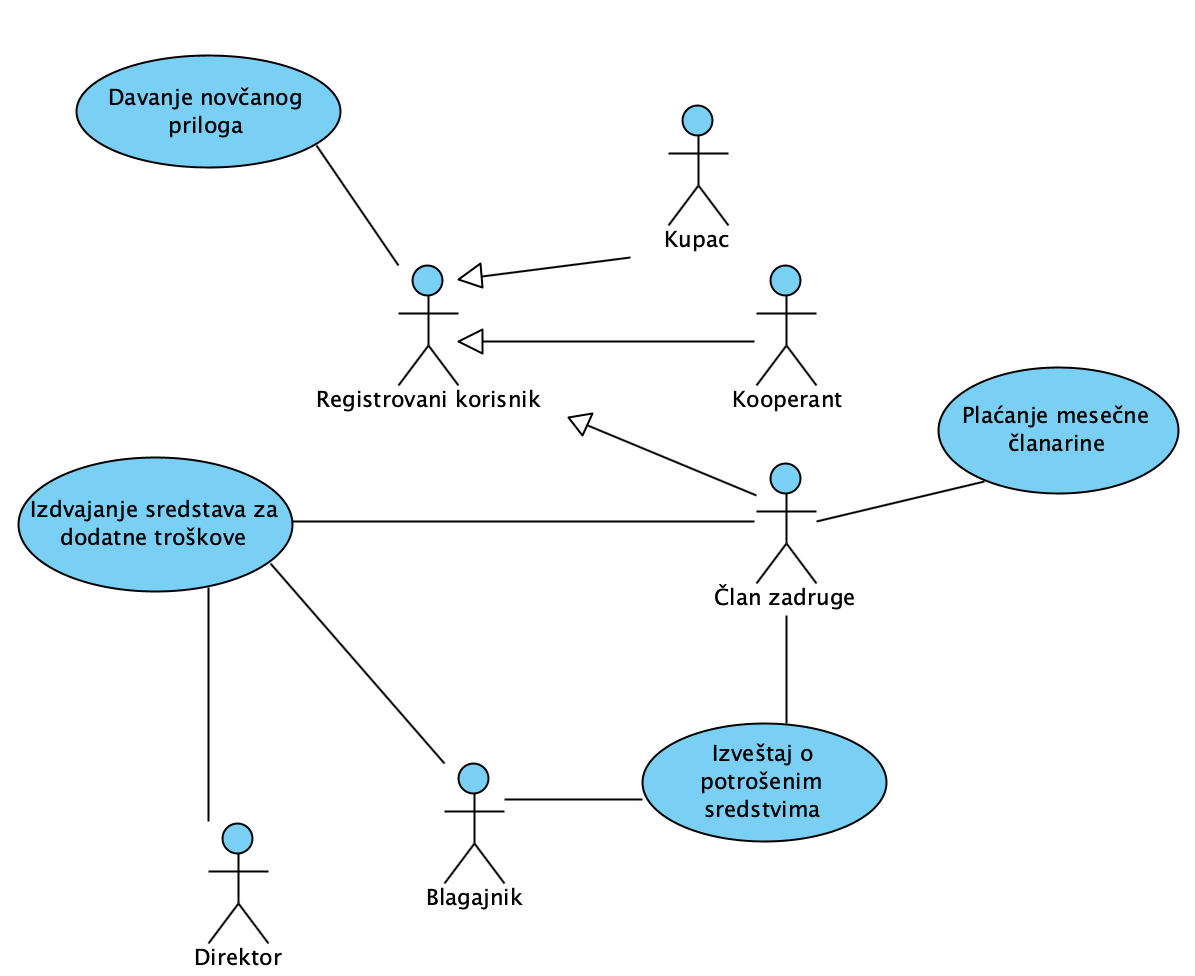 Davanje novčanog
priloga
Kupac
Registrovani korisnik
Kooperant
Plaćanje mesečne
članarine
Izdvajanje sredstava za
dodatne troškove
Član zadruge
Izveštaj o
potrošenim
sredstvima
Blagajnik
Direktor